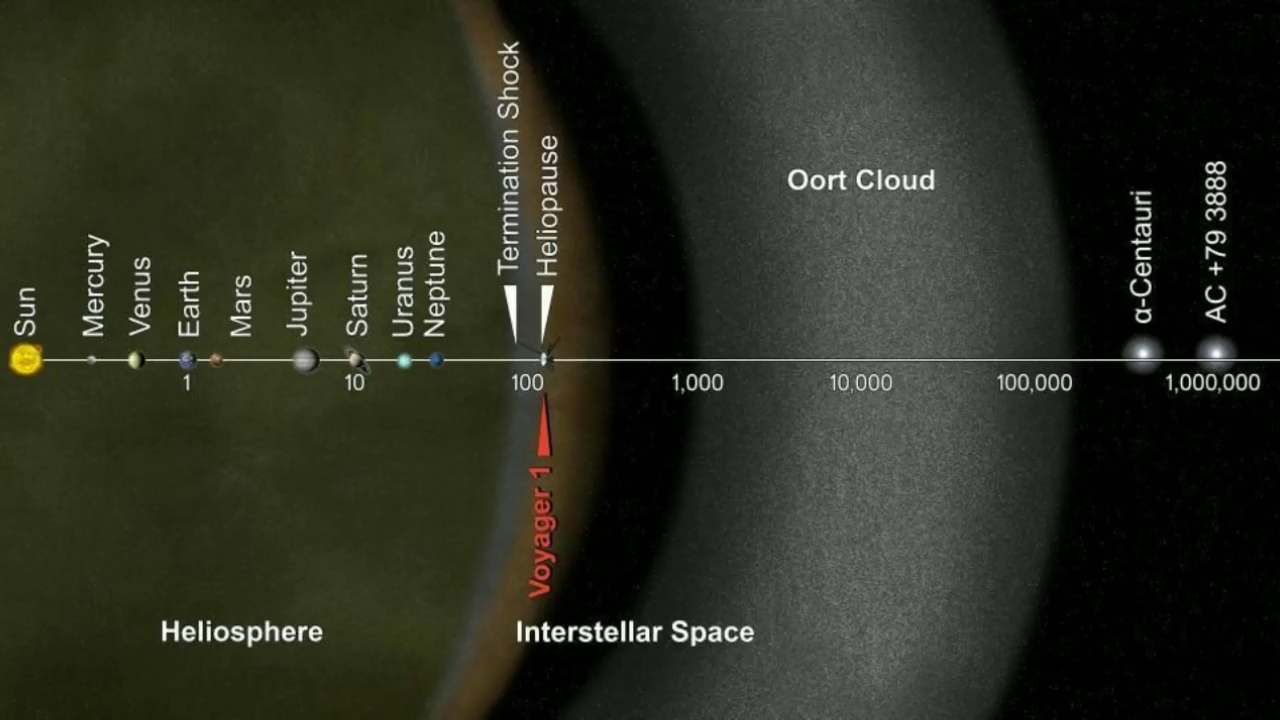 Sun
Mercury
Venus
Earth
Mars
Jupiter
Saturn
Uranus
Neptune
Termination Shock
Heliopause
Oort Cloud
α-Centauri
AC +79 3888
1
10
100
1,000
10,000
100,000
1,000,000
Voyager 1
Heliosphere
Interstellar Space